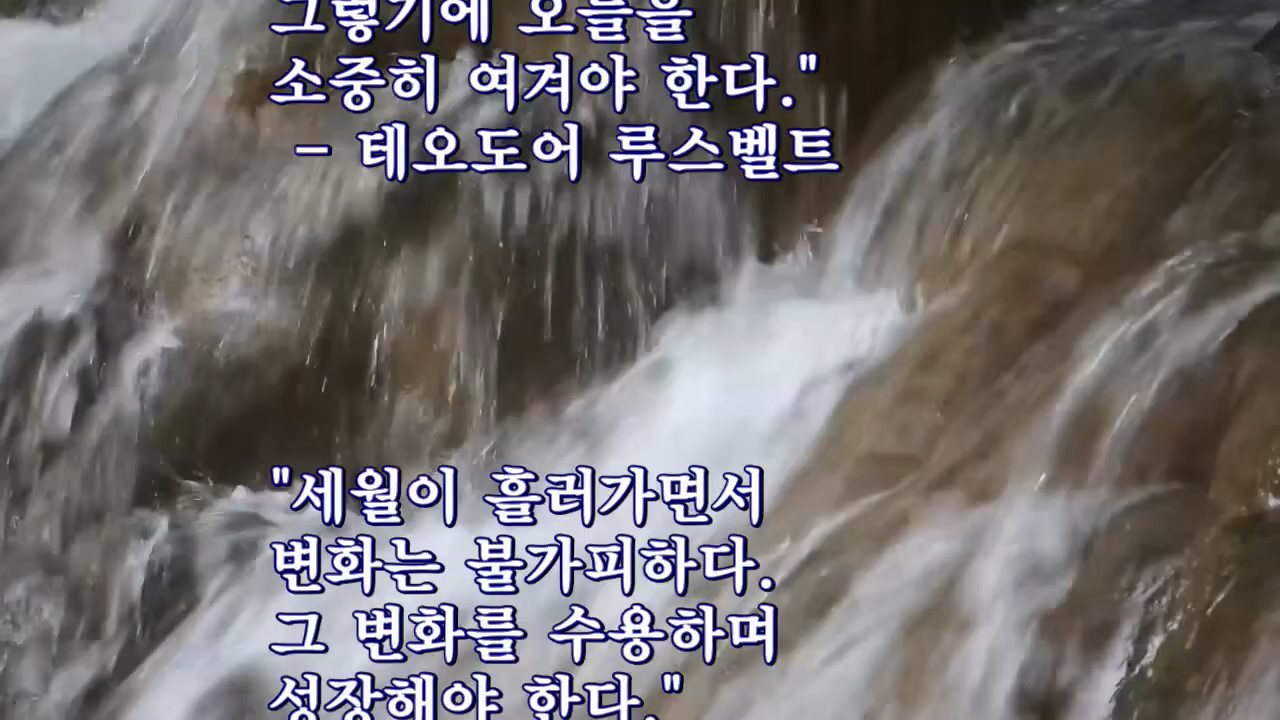 그렇기에 오늘을
소중히 여겨야 한다."
- 테오도어 루스벨트
"세월이 흘러가면서
변화는 불가피하다.
그 변화를 수용하며
성장해야 한다."